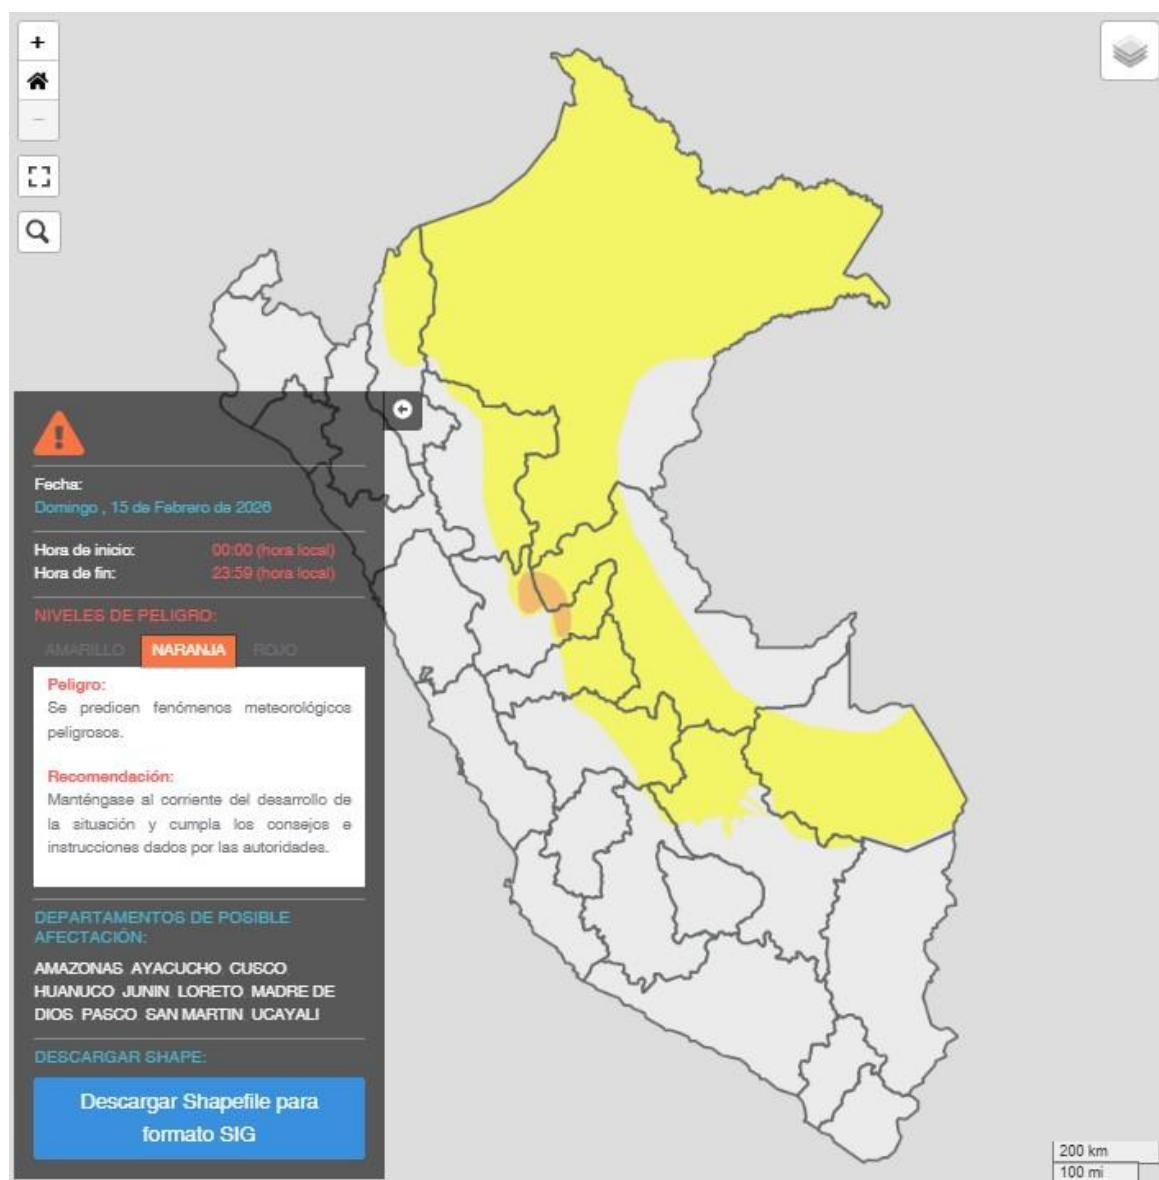 +
−
Fecha:
Domingo , 15 de Febrero de 2026
Hora de inicio: 00:00 (hora local)
Hora de fin: 23:59 (hora local)
NIVELES DE PELIGRO:
AMARILLO NARANJA ROJO
Peligro:
Se predicen fenómenos meteorológicos
peligrosos.
Recomendación:
Manténgase al corriente del desarrollo de
la situación y cumpla los consejos e
instrucciones dados por las autoridades.
DEPARTAMENTOS DE POSIBLE
AFECTACIÓN:
AMAZONAS AYACUCHO CUSCO
HUANUCO JUNIN LORETO MADRE DE
DIOS PASCO SAN MARTIN UCAYALI
DESCARGAR SHAPE:
Descargar Shapefile para
formato SIG
200 km
100 mi